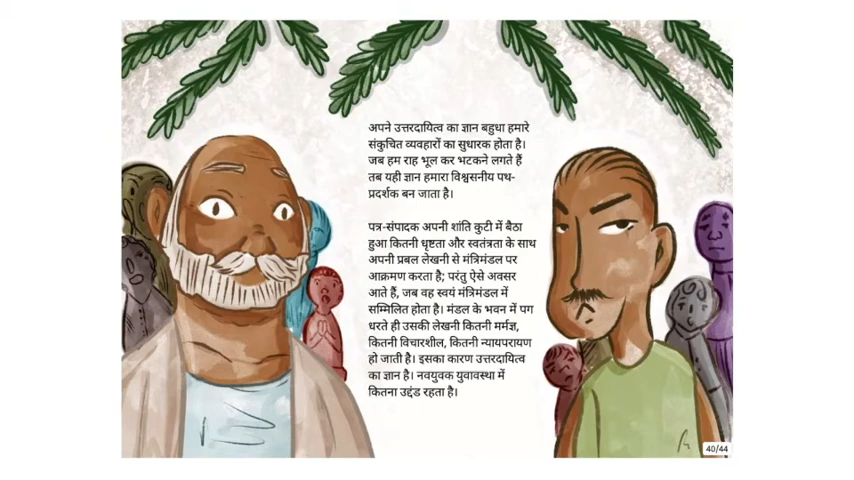 अपने उत्तरदायित्व का ज्ञान बहुधा हमारे
संकुचित व्यवहारों का सुधारक होता है।
जब हम राह भूल कर भटकने लगते हैं
तब यही ज्ञान हमारा विश्वसनीय पथ-
प्रदर्शक बन जाता है।
पत्र-संपादक अपनी शांति कुटी में बैठा
हुआ कितनी धृष्टता और स्वतंत्रता के साथ
अपनी प्रबल लेखनी से मंत्रिमंडल पर
आक्रमण करता है; परंतु ऐसे अवसर
आते हैं, जब वह स्वयं मंत्रिमंडल में
सम्मिलित होता है। मंडल के भवन में पग
धरते ही उसकी लेखनी कितनी मर्मज्ञ,
कितनी विचारशील, कितनी न्यायपरायण
हो जाती है। इसका कारण उत्तरदायित्व
का ज्ञान है। नवयुवक युवावस्था में
कितना उद्दंड रहता है।
40/44